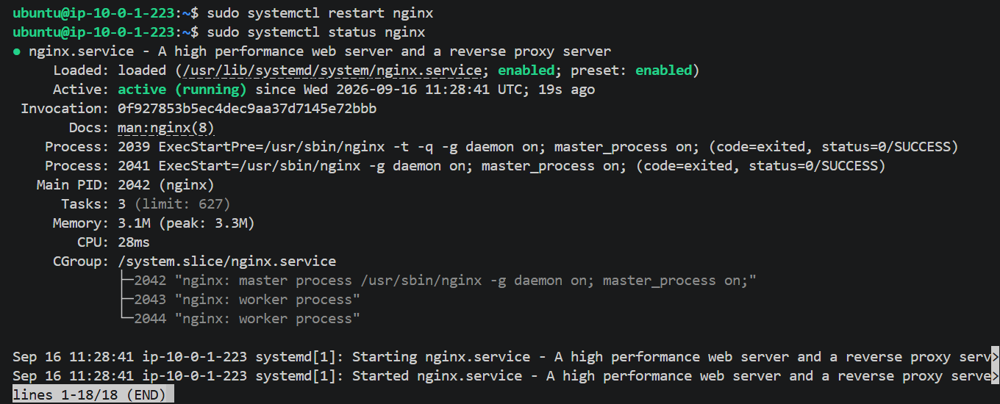 ubuntu@ip-10-0-1-223:~$ sudo systemctl restart nginx
ubuntu@ip-10-0-1-223:~$ sudo systemctl status nginx
● nginx.service - A high performance web server and a reverse proxy server
     Loaded: loaded (/usr/lib/systemd/system/nginx.service; enabled; preset: enabled)
     Active: active (running) since Wed 2026-09-16 11:28:41 UTC; 19s ago
 Invocation: 0f927853b5ec4dec9aa37d7145e72bbb
       Docs: man:nginx(8)
    Process: 2039 ExecStartPre=/usr/sbin/nginx -t -q -g daemon on; master_process on; (code=exited, status=0/SUCCESS)
    Process: 2041 ExecStart=/usr/sbin/nginx -g daemon on; master_process on; (code=exited, status=0/SUCCESS)
   Main PID: 2042 (nginx)
      Tasks: 3 (limit: 627)
     Memory: 3.1M (peak: 3.3M)
        CPU: 28ms
     CGroup: /system.slice/nginx.service
             ├─2042 "nginx: master process /usr/sbin/nginx -g daemon on; master_process on;"
             ├─2043 "nginx: worker process"
             └─2044 "nginx: worker process"

Sep 16 11:28:41 ip-10-0-1-223 systemd[1]: Starting nginx.service - A high performance web server and a reverse proxy serv>
Sep 16 11:28:41 ip-10-0-1-223 systemd[1]: Started nginx.service - A high performance web server and a reverse proxy serve>
lines 1-18/18 (END)